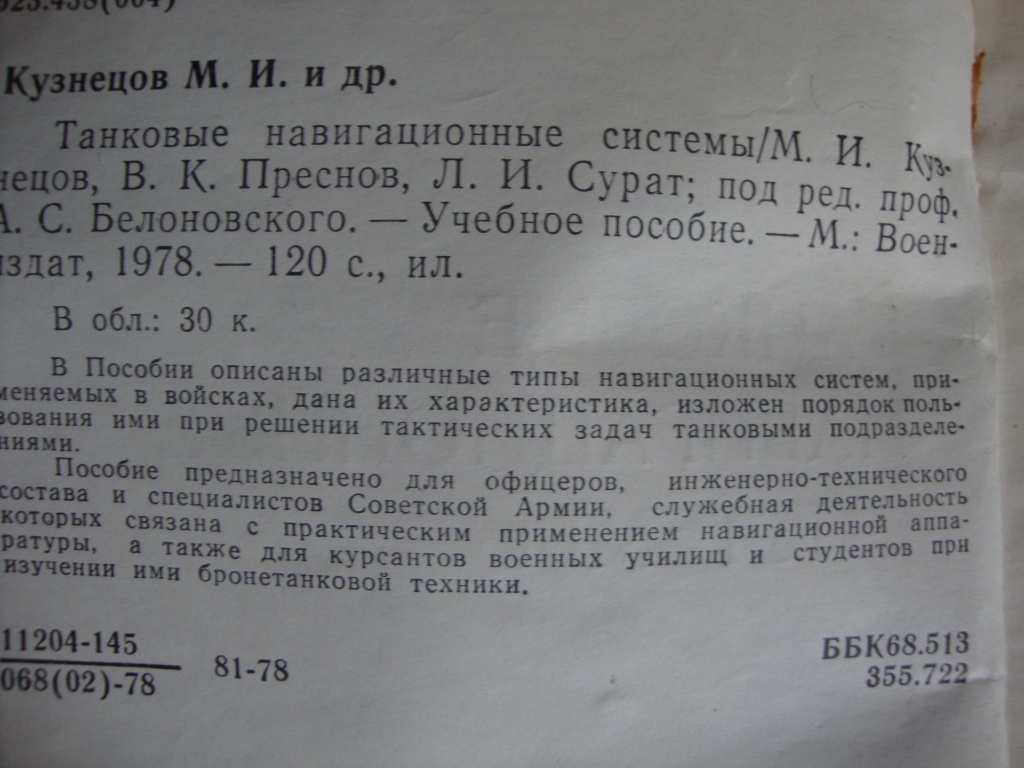 623.438(084)
Кузнецов М. И. и др.
Танковые навигационные системы/М. И. Куз-
нецов, В. К. Преснов, Л. И. Сурат; под ред. проф.
А. С. Белоновского. — Учебное пособие. — М.: Воен-
издат, 1978. — 120 с., ил.
В обл.: 30 к.
В Пособии описаны различные типы навигационных систем, при-
меняемых в войсках, дана их характеристика, изложен порядок поль-
зования ими при решении тактических задач танковыми подразделе-
ниями.
Пособие предназначено для офицеров, инженерно-технического
состава и специалистов Советской Армии, служебная деятельность
которых связана с практическим применением навигационной аппа-
ратуры, а также для курсантов военных училищ и студентов при
изучении ими бронетанковой техники.
11204-145
068(02)-78
81-78
ББК68.513
355.722